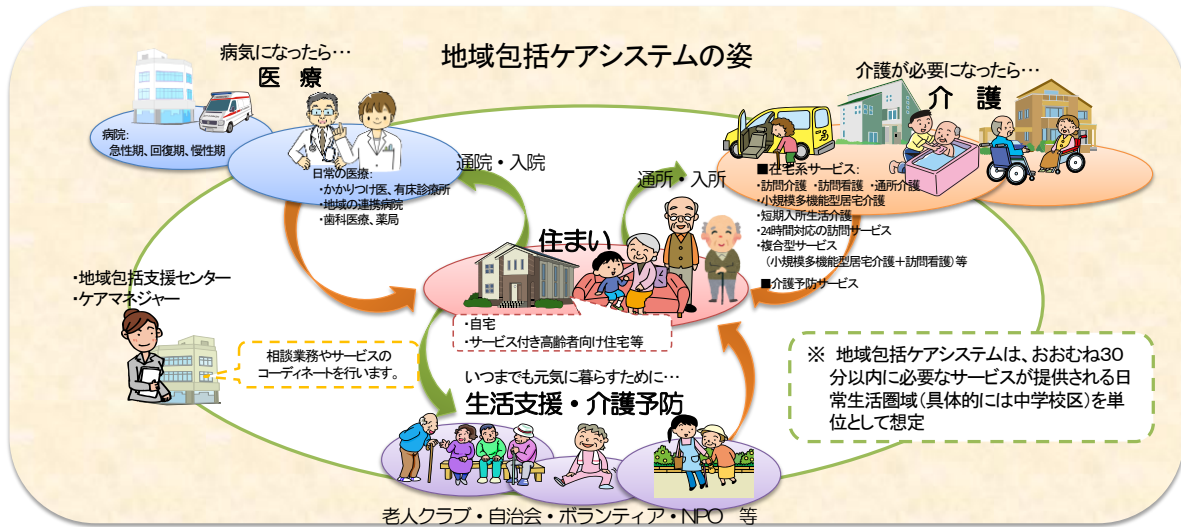 地域包括ケアシステムの姿
病気になったら…
医 療
病院:
急性期、回復期、慢性期
日常の医療:
・かかりつけ医、有床診療所
・地域の連携病院
・歯科医療、薬局
通院・入院
通所・入所
介護が必要になったら…
介 護
■在宅系サービス:
・訪問介護 ・訪問看護 ・通所介護
・小規模多機能型居宅介護
・短期入所生活介護
・24時間対応の訪問サービス
・複合型サービス
(小規模多機能型居宅介護+訪問看護)等
■介護予防サービス
住まい
・自宅
・サービス付き高齢者向け住宅等
・地域包括支援センター
・ケアマネジャー
相談業務やサービスの
コーディネートを行います。
いつまでも元気に暮らすために…
生活支援・介護予防
老人クラブ・自治会・ボランティア・NPO 等
※ 地域包括ケアシステムは、おおむね30
分以内に必要なサービスが提供される日
常生活圏域(具体的には中学校区)を単
位として想定